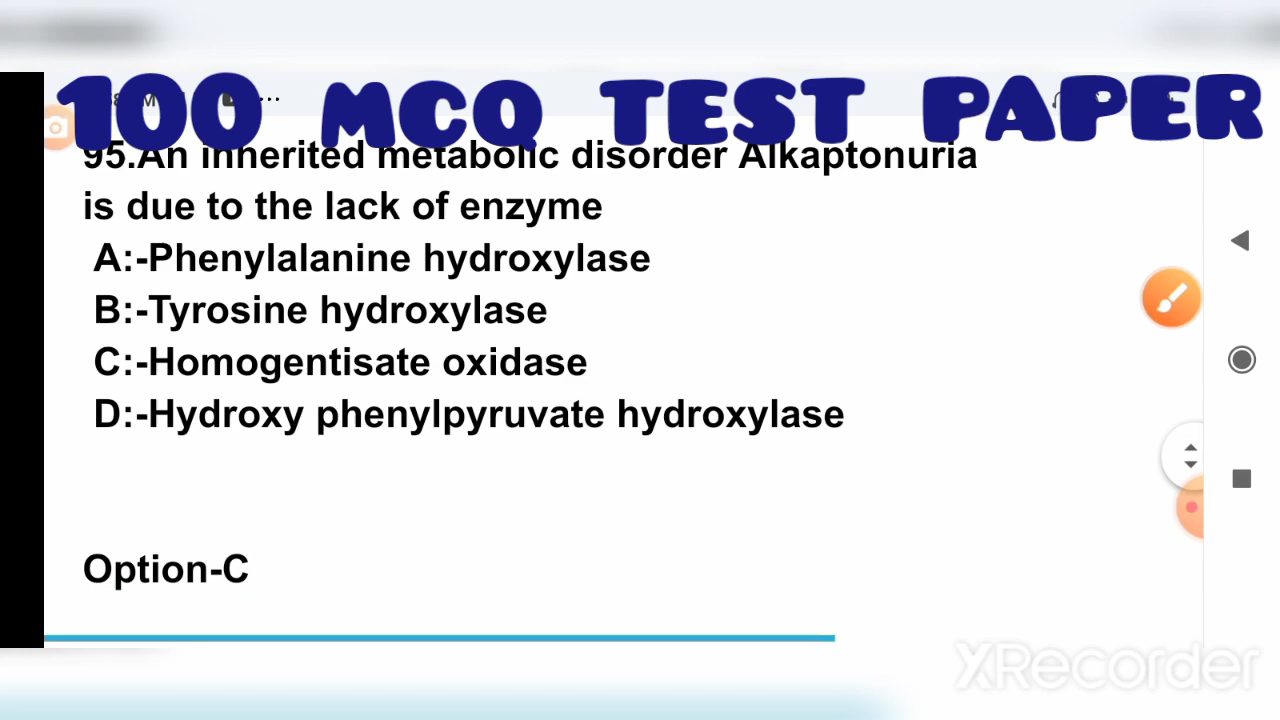 100 MCQ TEST PAPER
95.An inherited metabolic disorder Alkaptonuria
is due to the lack of enzyme
A:-Phenylalanine hydroxylase
B:-Tyrosine hydroxylase
C:-Homogentisate oxidase
D:-Hydroxy phenylpyruvate hydroxylase
Option-C
XRecorder